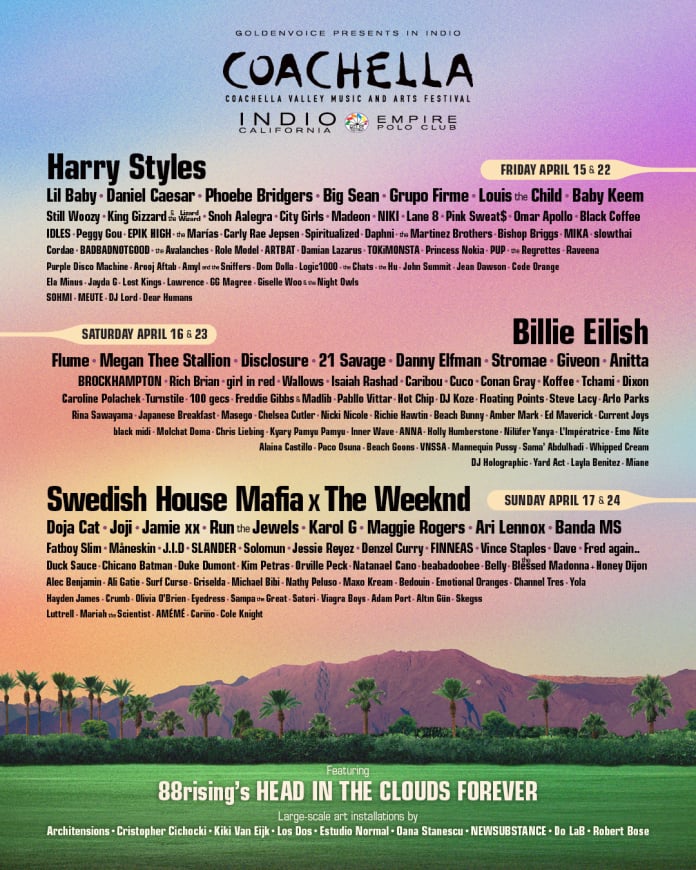 GOLDENVOICE PRESENTS IN INDIO
COACHELLA
COACHELLA VALLEY MUSIC AND ARTS FESTIVAL
INDIO CALIFORNIA EMPIRE POLO CLUB
Harry Styles
FRIDAY APRIL 15 & 22
Lil Baby • Daniel Caesar • Phoebe Bridgers • Big Sean • Grupo Firme • Louis the Child • Baby Keem
Still Woozy • King Gizzard & the Lizard Wizard • Snoh Aalegra • City Girls • Madeon • NIKI • Lane 8 • Pink Sweat$ • Omar Apollo • Black Coffee
IDLES • Peggy Gou • EPIK HIGH • the Marías • Carly Rae Jepsen • Spiritualized • Daphni • the Martinez Brothers • Bishop Briggs • MIKA • slowthai
Cordae • BADBADNOTGOOD • the Avalanches • Role Model • ARTBAT • Damian Lazarus • TOKiMONSTA • Princess Nokia • PUP • the Regrettes • Raveena
Purple Disco Machine • Arooj Aftab • Amyl and the Sniffers • Dom Dolla • Logic1000 • the Chats • the Hu • John Summit • Jean Dawson • Code Orange
Ela Minus • Jayda G • Lost Kings • Lawrence • GG Magree • Giselle Woo & the Night Owls
SOHMI • MEUTE • DJ Lord • Dear Humans
SATURDAY APRIL 16 & 23
Billie Eilish
Flume • Megan Thee Stallion • Disclosure • 21 Savage • Danny Elfman • Stromae • Giveon • Anitta
BROCKHAMPTON • Rich Brian • girl in red • Wallows • Isaiah Rashad • Caribou • Cuco • Conan Gray • Koffee • Tchami • Dixon
Caroline Polachek • Turnstile • 100 gecs • Freddie Gibbs & Madlib • Pabllo Vittar • Hot Chip • DJ Koze • Floating Points • Steve Lacy • Arlo Parks
Rina Sawayama • Japanese Breakfast • Masego • Chelsea Cutler • Nicki Nicole • Richie Hawtin • Beach Bunny • Amber Mark • Ed Maverick • Current Joys
black midi • Molchat Doma • Chris Liebing • Kyary Pamyu Pamyu • Inner Wave • ANNA • Holly Humberstone • Nilüfer Yanya • L'Impératrice • Emo Nite
Alaina Castillo • Paco Osuna • Beach Goons • VNSSA • Mannequin Pussy • Sama' Abdulhadi • Whipped Cream
DJ Holographic • Yard Act • Layla Benitez • Miane
Swedish House Mafia x The Weeknd
SUNDAY APRIL 17 & 24
Doja Cat • Joji • Jamie xx • Run the Jewels • Karol G • Maggie Rogers • Ari Lennox • Banda MS
Fatboy Slim • Måneskin • J.I.D • SLANDER • Solomun • Jessie Reyez • Denzel Curry • FINNEAS • Vince Staples • Dave • Fred again..
Duck Sauce • Chicano Batman • Duke Dumont • Kim Petras • Orville Peck • Natanael Cano • beabadoobee • Belly • the Blessed Madonna + Honey Dijon
Alec Benjamin • Ali Gatie • Surf Curse • Griselda • Michael Bibi • Nathy Peluso • Maxo Kream • Bedouin • Emotional Oranges • Channel Tres • Yola
Hayden James • Crumb • Olivia O'Brien • Eyedress • Sampa the Great • Satori • Viagra Boys • Adam Port • Altın Gün • Skegss
Luttrell • Mariah the Scientist • AMÉMÉ • Cariño • Cole Knight
Featuring
88rising's HEAD IN THE CLOUDS FOREVER
Large-scale art installations by
Architensions • Cristopher Cichocki • Kiki Van Eijk • Los Dos • Estudio Normal • Oana Stanescu • NEWSUBSTANCE • Do LaB • Robert Bose